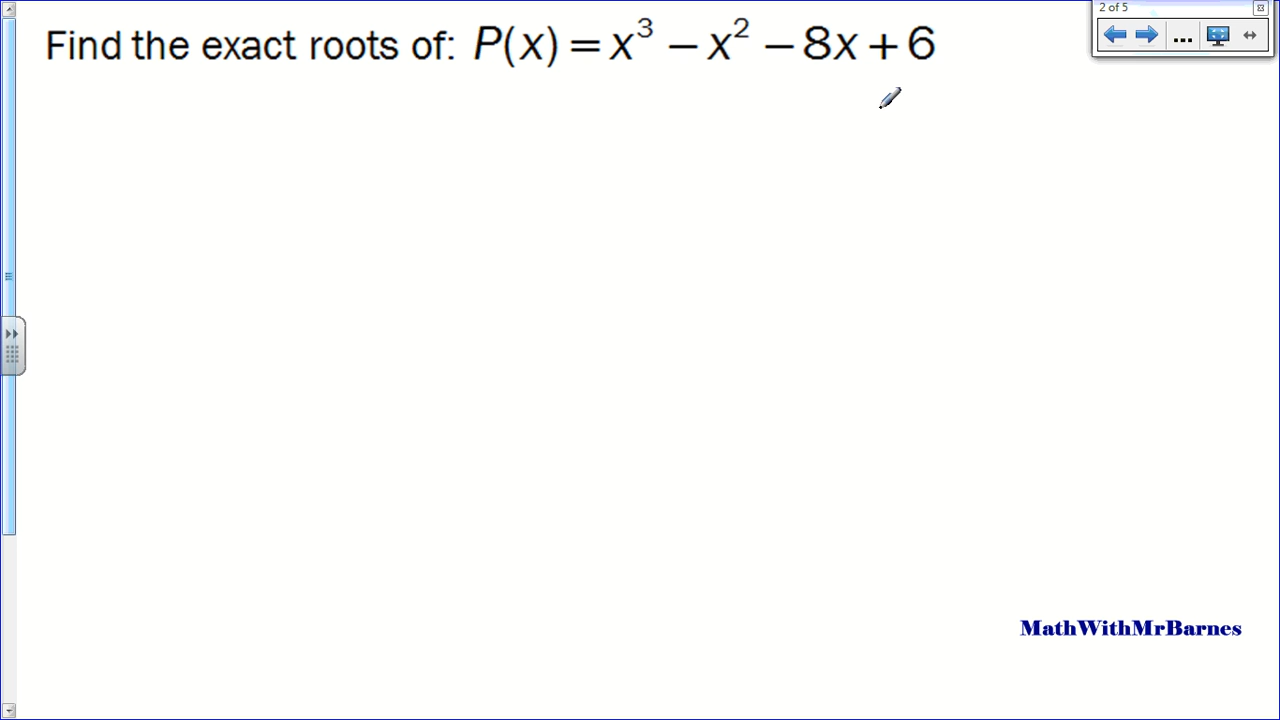 2 of 5
Find the exact roots of: P(x) = x³ − x² − 8x + 6
MathWithMrBarnes